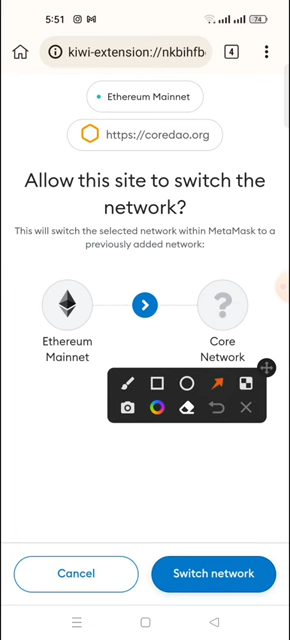 5:51
74
kiwi-extension://nkbihfb
4
Ethereum Mainnet
https://coredao.org
Allow this site to switch the
network?
This will switch the selected network within MetaMask to a
previously added network:
?
Ethereum
Mainnet
Core
Network
Cancel
Switch network